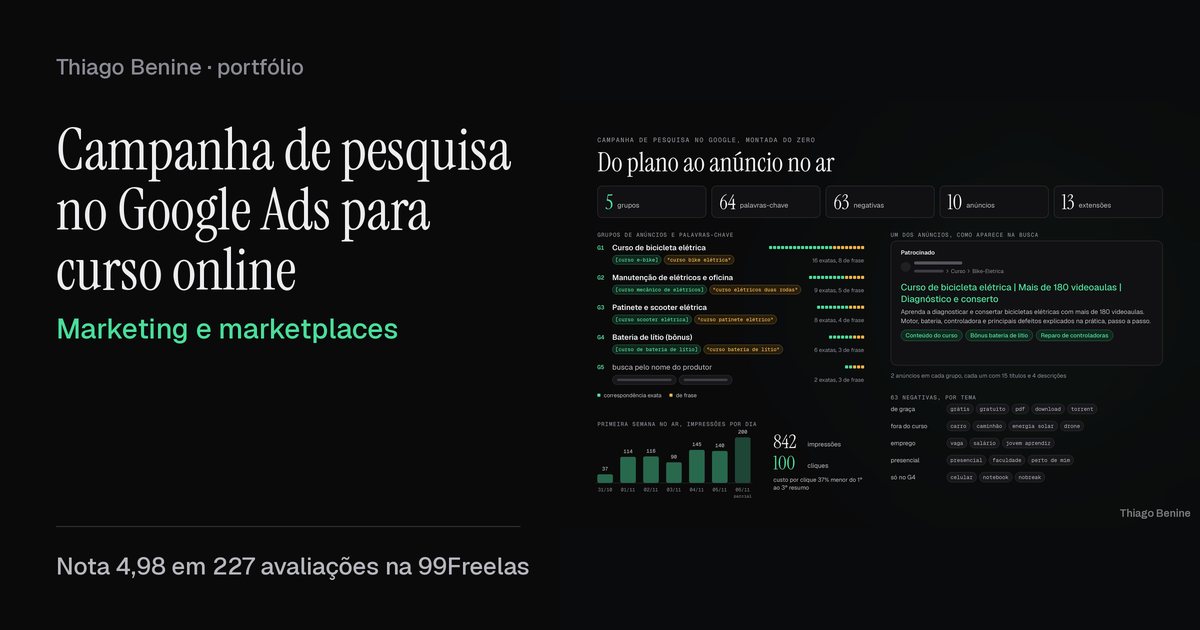 Thiago Benine · portfólio
Campanha de pesquisa
no Google Ads para
curso online
Marketing e marketplaces
Nota 4,98 em 227 avaliações na 99Freelas
CAMPANHA DE PESQUISA NO GOOGLE, MONTADA DO ZERO
Do plano ao anúncio no ar
5 grupos
64 palavras-chave
63 negativas
10 anúncios
13 extensões
GRUPOS DE ANÚNCIOS E PALAVRAS-CHAVE
G1 Curso de bicicleta elétrica
[curso e-bike] "curso bike elétrica" 16 exatas, 8 de frase
G2 Manutenção de elétricos e oficina
[curso mecânico de elétricos] "curso elétricos duas rodas" 9 exatas, 5 de frase
G3 Patinete e scooter elétrica
[curso scooter elétrica] "curso patinete elétrico" 8 exatas, 4 de frase
G4 Bateria de lítio (bônus)
[curso de bateria de lítio] "curso bateria de lítio" 6 exatas, 3 de frase
G5 busca pelo nome do produtor
2 exatas, 3 de frase
correspondência exata de frase
PRIMEIRA SEMANA NO AR, IMPRESSÕES POR DIA
37 114 116 90 145 140 200
31/10 01/11 02/11 03/11 04/11 05/11 06/11
parcial
842 impressões
100 cliques
custo por clique 37% menor do 1º
ao 3º resumo
UM DOS ANÚNCIOS, COMO APARECE NA BUSCA
Patrocinado
› Curso › Bike-Eletrica
Curso de bicicleta elétrica | Mais de 180 videoaulas |
Diagnóstico e conserto
Aprenda a diagnosticar e consertar bicicletas elétricas com mais de 180 videoaulas.
Motor, bateria, controladora e principais defeitos explicados na prática, passo a passo.
Conteúdo do curso Bônus bateria de lítio Reparo de controladoras
2 anúncios em cada grupo, cada um com 15 títulos e 4 descrições
63 NEGATIVAS, POR TEMA
de graça grátis gratuito pdf download torrent
fora do curso carro caminhão energia solar drone
emprego vaga salário jovem aprendiz
presencial presencial faculdade perto de mim
só no G4 celular notebook nobreak
Thiago Benine